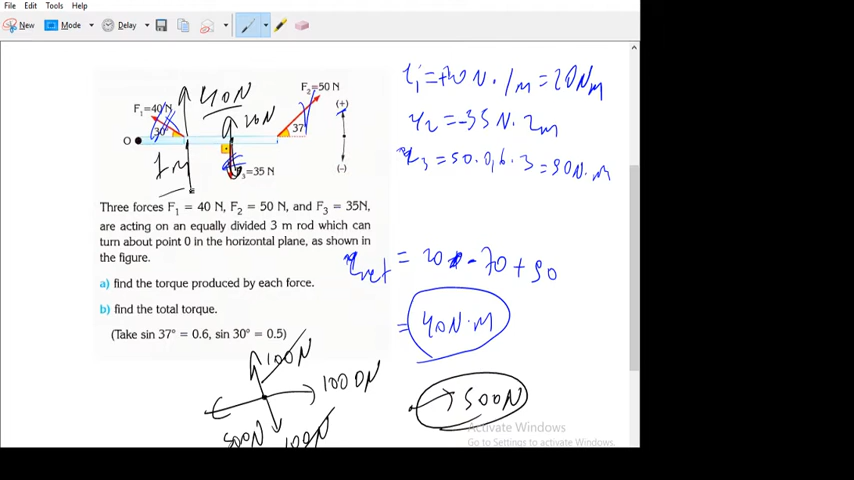 File Edit Tools Help
New Mode Delay
F₁=40 N
F₂=50 N
40N
20N
(+)
30°
37°
O
1m
F₃=35 N
(-)
τ₁=+40N·/m=20Nm
τ₂=-35N·2m
τ₃=50·0,6·3=90N·m
Three forces F₁ = 40 N, F₂ = 50 N, and F₃ = 35N,
are acting on an equally divided 3 m rod which can
turn about point 0 in the horizontal plane, as shown in
the figure.
τnet = 20 - 70 + 90
a) find the torque produced by each force.
b) find the total torque.
= 40N·m
(Take sin 37° = 0.6, sin 30° = 0.5)
100N
1000N
500N
500N
100N
Activate Windows
Go to Settings to activate Windows.